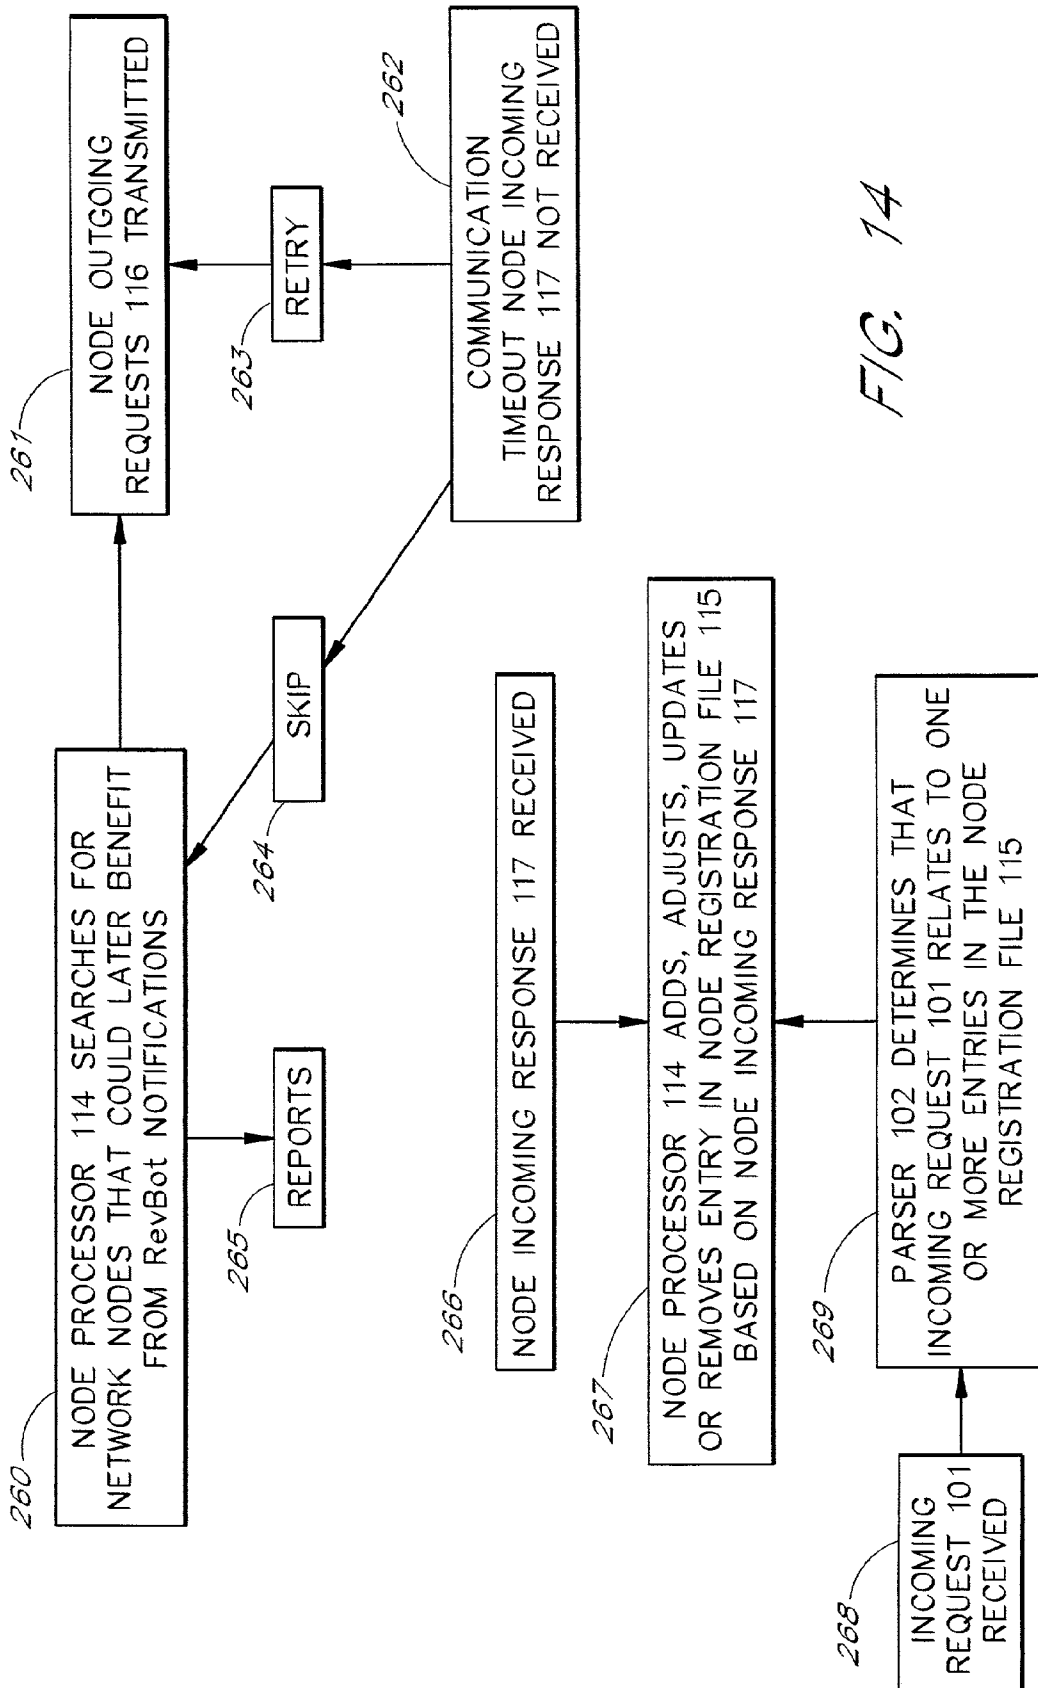 260
NODE PROCESSOR 114 SEARCHES FOR
NETWORK NODES THAT COULD LATER BENEFIT
FROM RevBot NOTIFICATIONS
261
NODE OUTGOING
REQUESTS 116 TRANSMITTED
265
REPORTS
264
SKIP
263
RETRY
262
COMMUNICATION
TIMEOUT NODE INCOMING
RESPONSE 117 NOT RECEIVED
266
NODE INCOMING RESPONSE 117 RECEIVED
267
NODE PROCESSOR 114 ADDS, ADJUSTS, UPDATES
OR REMOVES ENTRY IN NODE REGISTRATION FILE 115
BASED ON NODE INCOMING RESPONSE 117
268
INCOMING
REQUEST 101
RECEIVED
269
PARSER 102 DETERMINES THAT
INCOMING REQUEST 101 RELATES TO ONE
OR MORE ENTRIES IN THE NODE
REGISTRATION FILE 115
FIG. 14